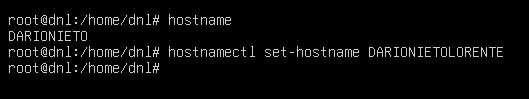 root@dnl:/home/dnl# hostname
DARIONIETO
root@dnl:/home/dnl# hostnamectl set-hostname DARIONIETOLORENTE
root@dnl:/home/dnl#